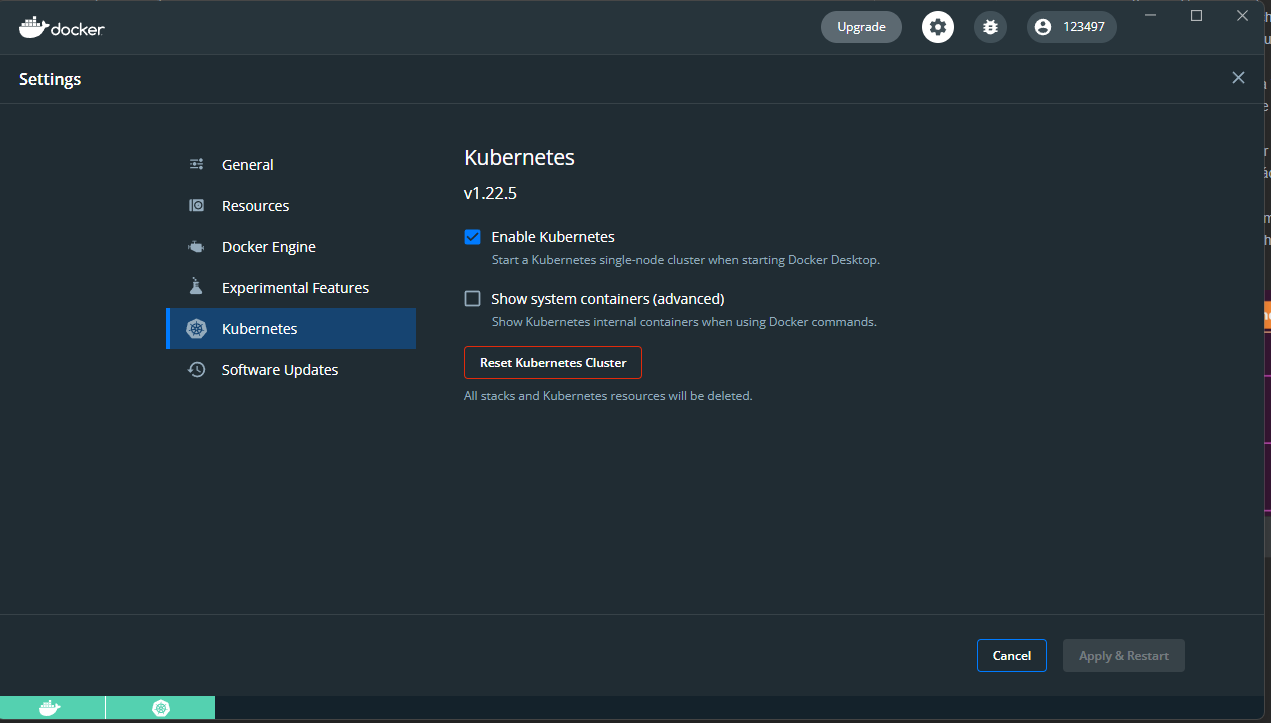 docker
Upgrade
123497
Settings
General
Resources
Docker Engine
Experimental Features
Kubernetes
Software Updates
Kubernetes
v1.22.5
Enable Kubernetes
Start a Kubernetes single-node cluster when starting Docker Desktop.
Show system containers (advanced)
Show Kubernetes internal containers when using Docker commands.
Reset Kubernetes Cluster
All stacks and Kubernetes resources will be deleted.
Cancel
Apply & Restart